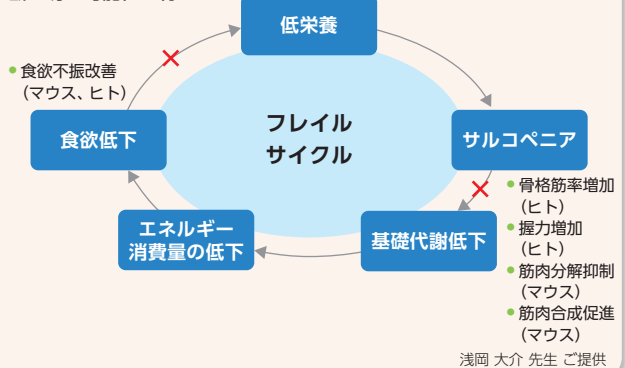 低栄養
• 食欲不振改善
(マウス、ヒト)
食欲低下
フレイル
サイクル
サルコペニア
• 骨格筋率増加
(ヒト)
• 握力増加
(ヒト)
• 筋肉分解抑制
(マウス)
• 筋肉合成促進
(マウス)
エネルギー
消費量の低下
基礎代謝低下
浅岡 大介 先生 ご提供